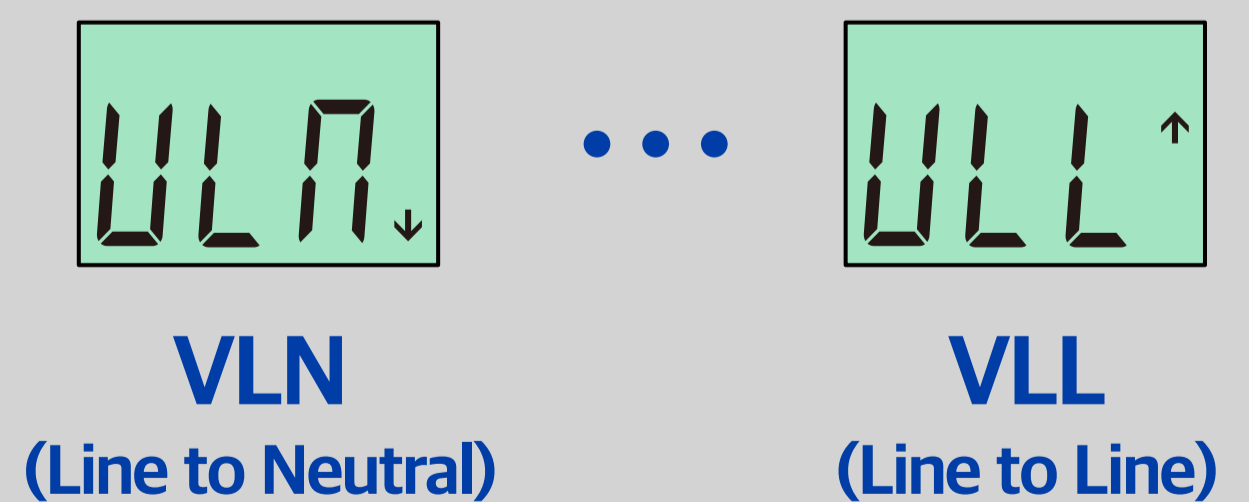 ULn ↓
ULL ↑
VLN
(Line to Neutral)
VLL
(Line to Line)